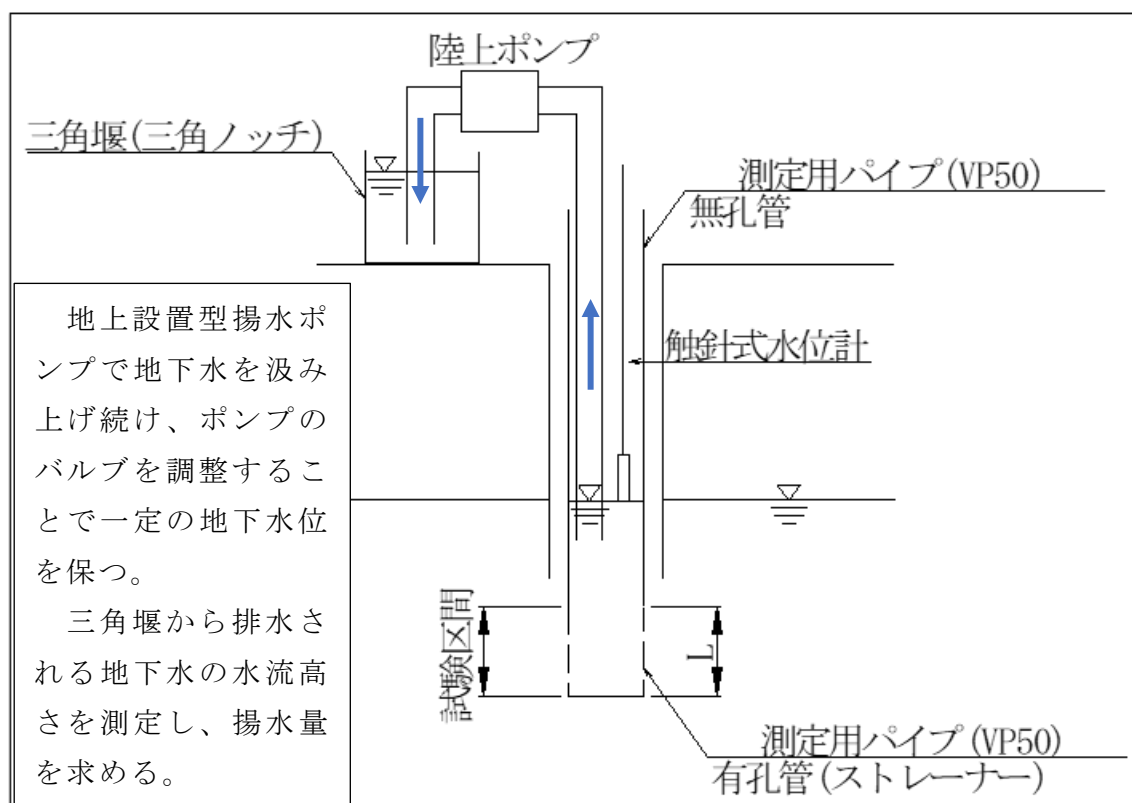 陸上ポンプ
三角堰(三角ノッチ)
測定用パイプ(VP50)
無孔管
地上設置型揚水ポ
ンプで地下水を汲み
上げ続け、ポンプの
バルブを調整するこ
とで一定の地下水位
を保つ。
三角堰から排水さ
れる地下水の水流高
さを測定し、揚水量
を求める。
触針式水位計
試験区間
L
測定用パイプ(VP50)
有孔管(ストレーナー)